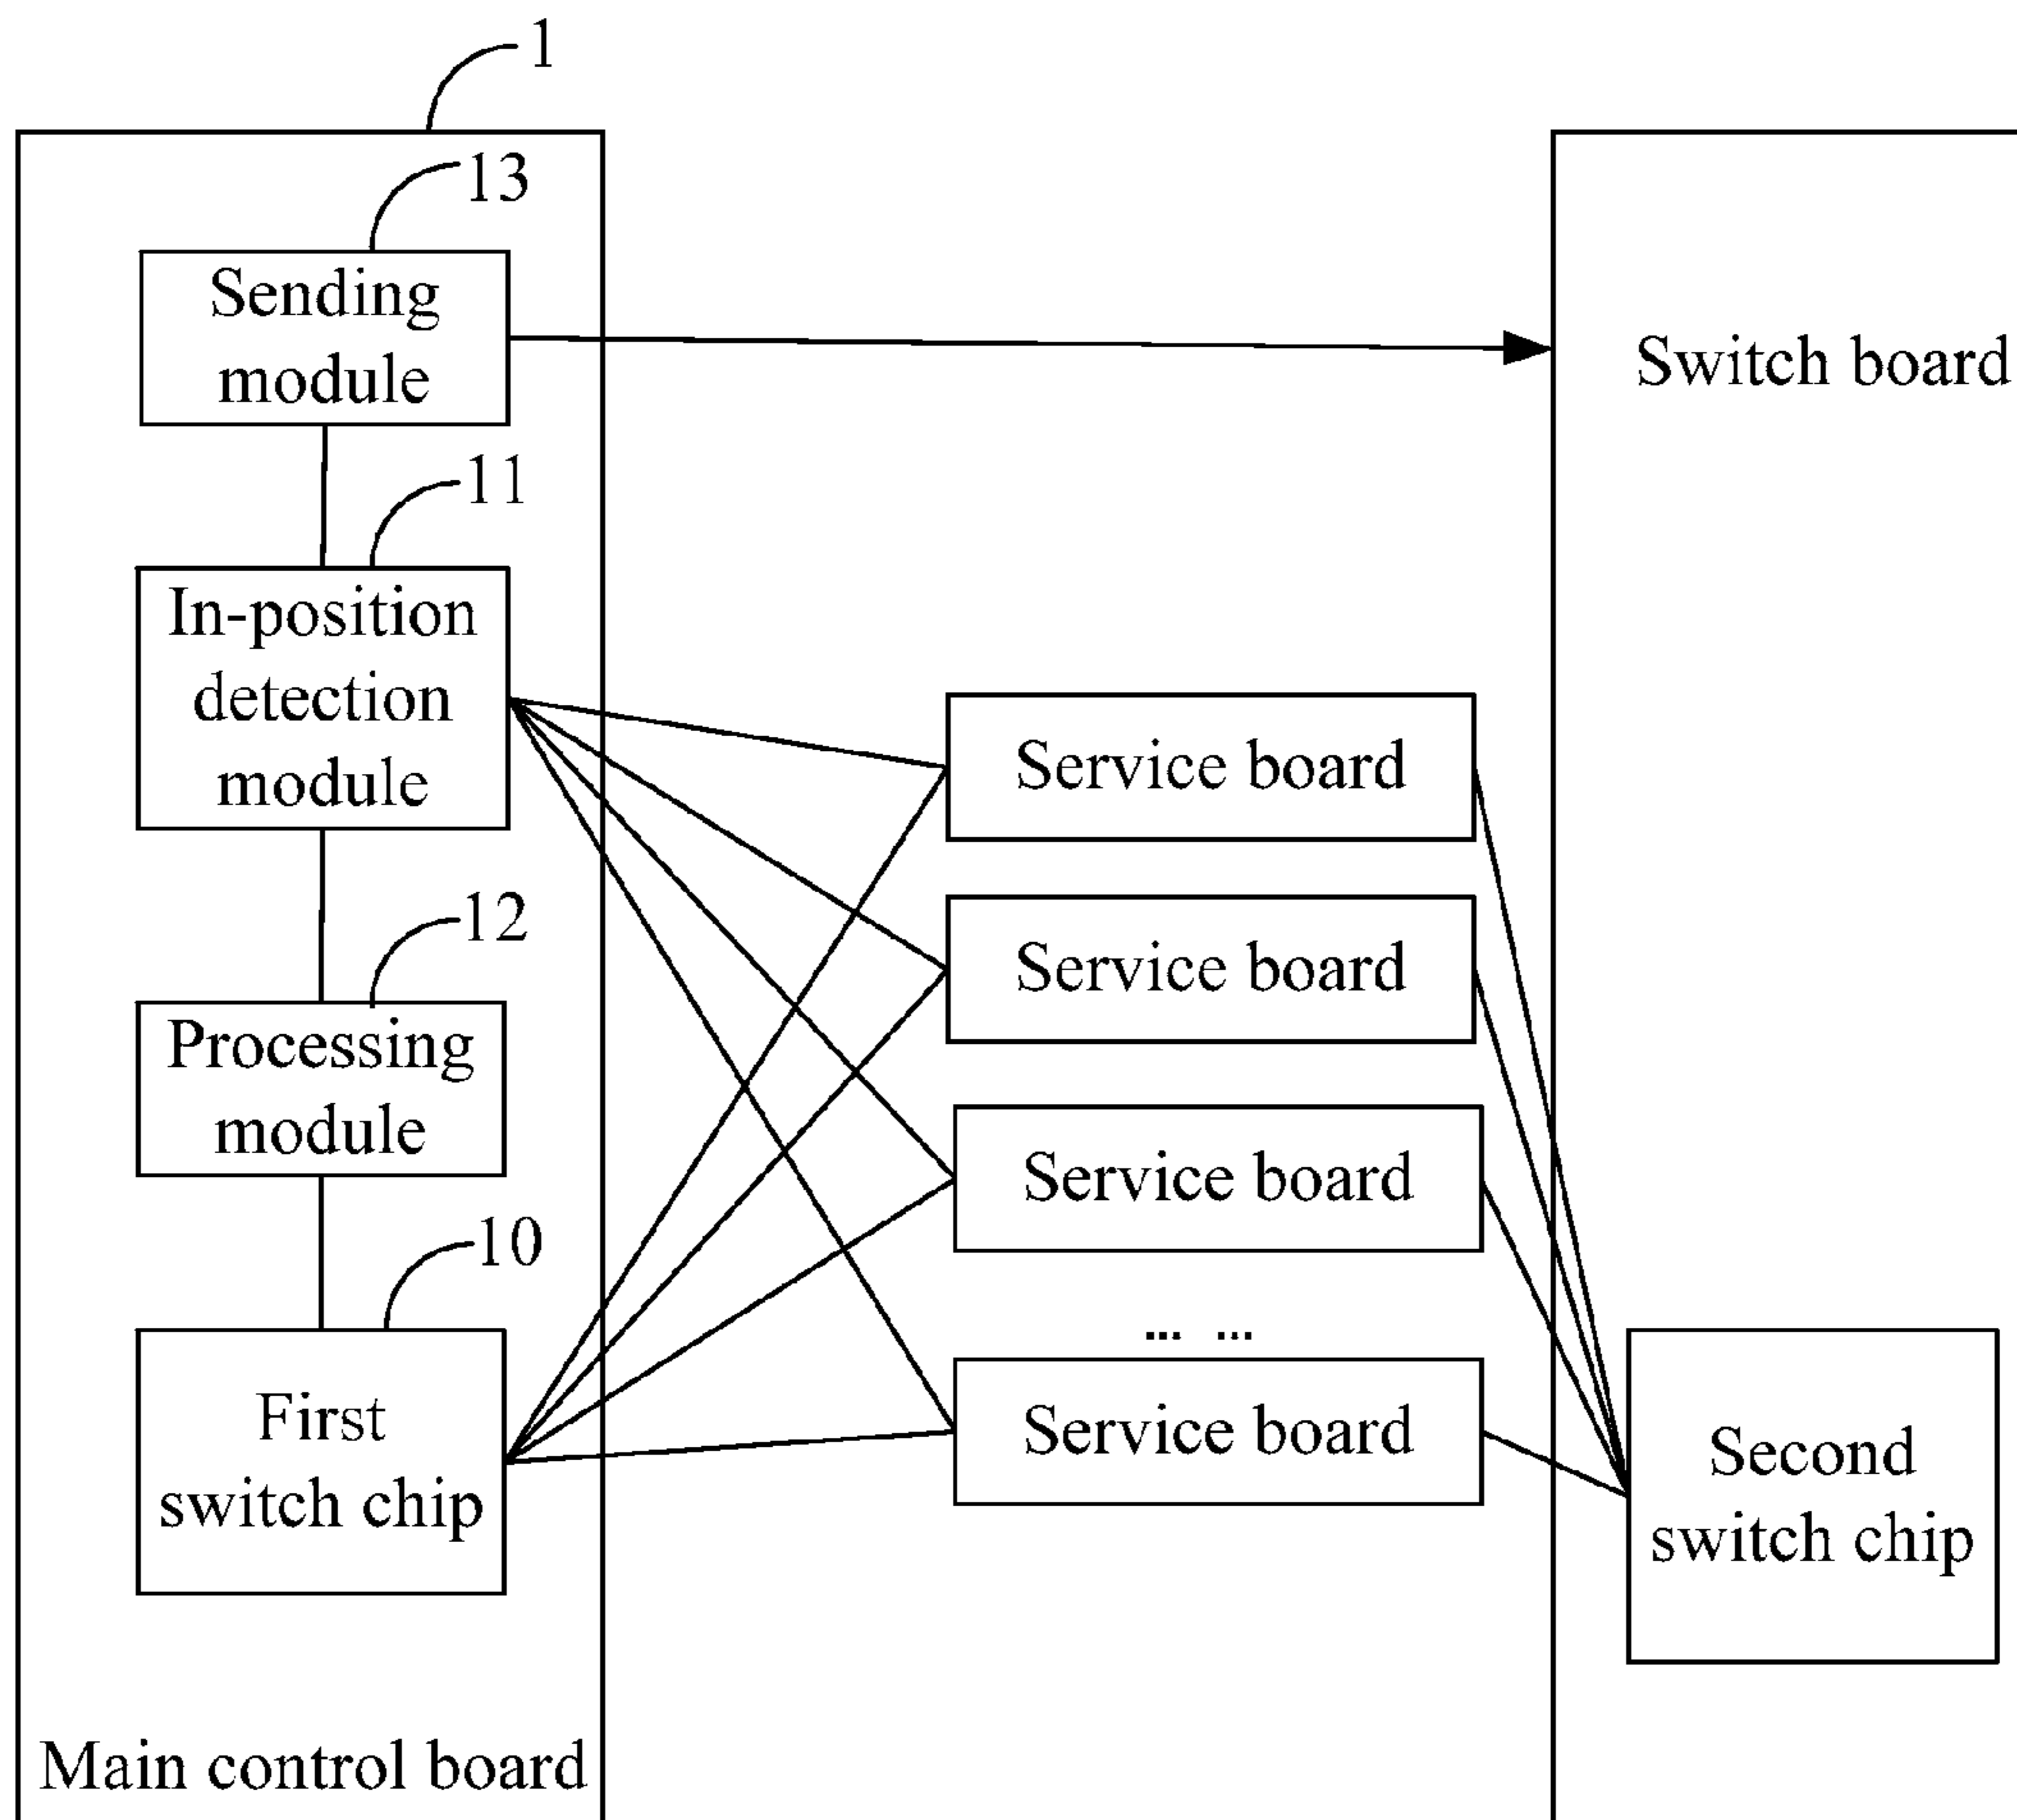 1
13
Sending
module
Switch board
11
In-position
detection
module
Service board
12
Service board
Processing
module
Service board
10
... ...
First
switch chip
Service board
Second
switch chip
Main control board